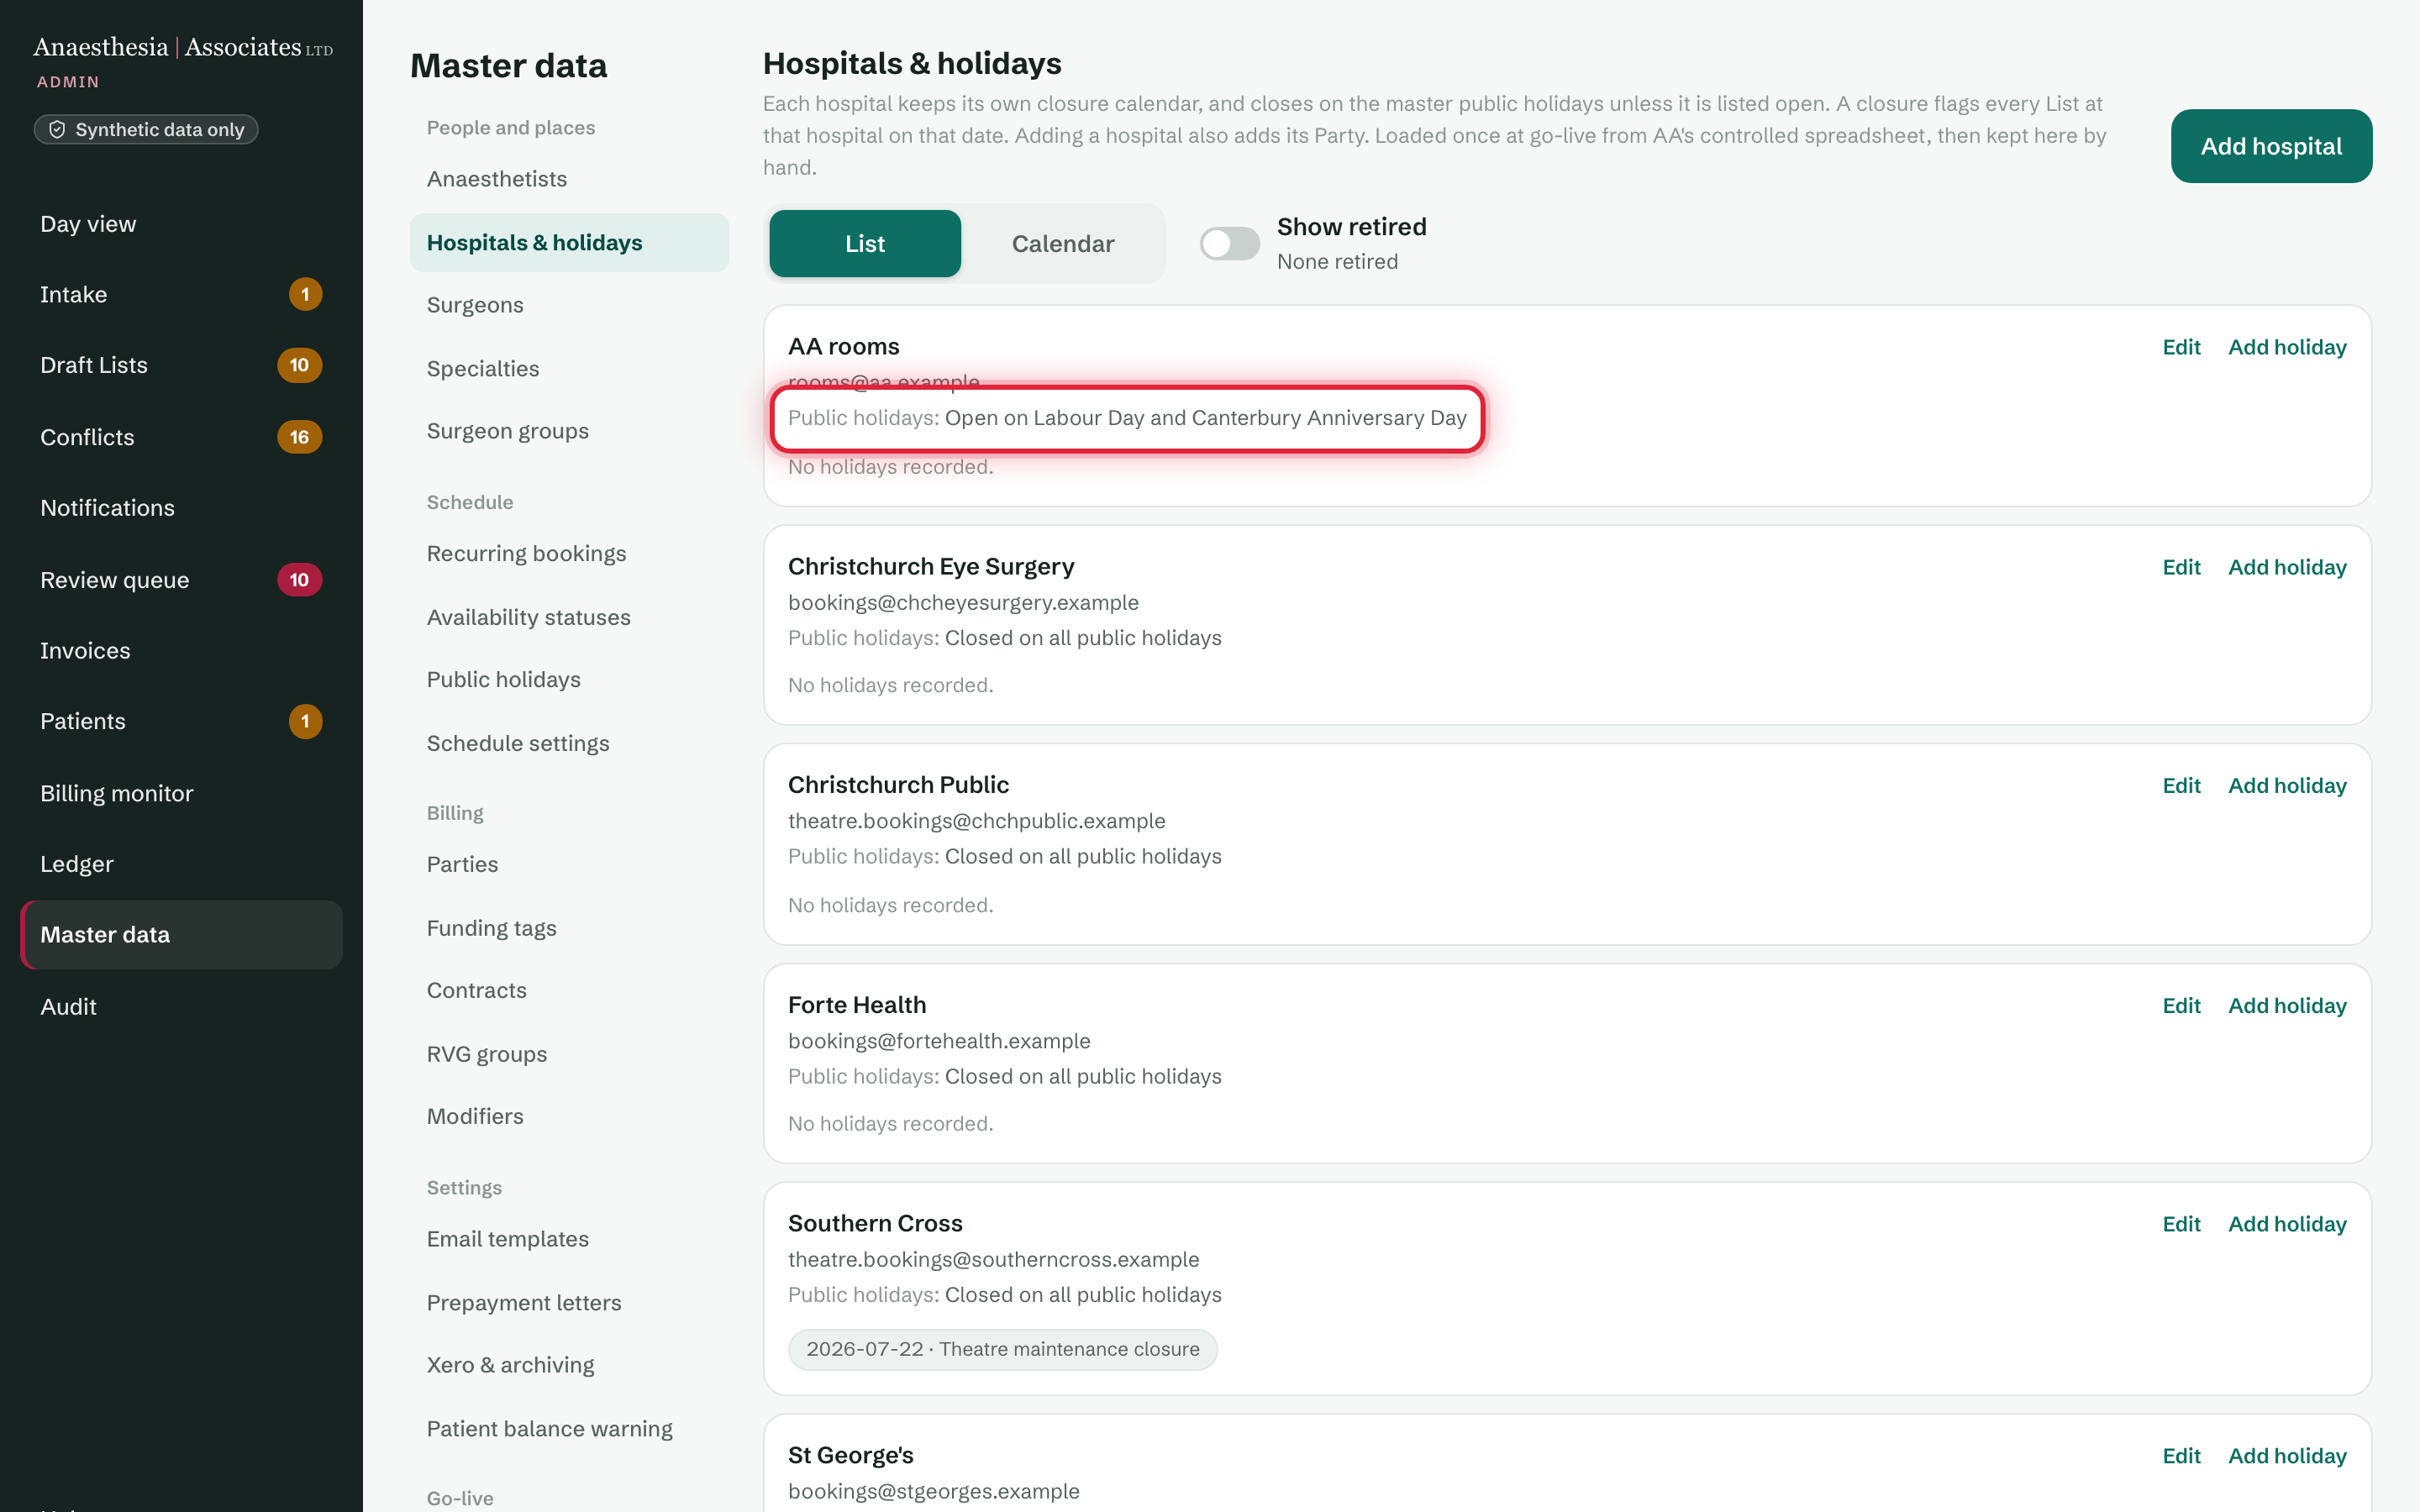 Anaesthesia | Associates LTD
ADMIN
Synthetic data only
Day view
Intake 1
Draft Lists 10
Conflicts 16
Notifications
Review queue 10
Invoices
Patients 1
Billing monitor
Ledger
Master data
Audit
Master data
People and places
Anaesthetists
Hospitals & holidays
Surgeons
Specialties
Surgeon groups
Schedule
Recurring bookings
Availability statuses
Public holidays
Schedule settings
Billing
Parties
Funding tags
Contracts
RVG groups
Modifiers
Settings
Email templates
Prepayment letters
Xero & archiving
Patient balance warning
Go-live
Hospitals & holidays
Each hospital keeps its own closure calendar, and closes on the master public holidays unless it is listed open. A closure flags every List at
that hospital on that date. Adding a hospital also adds its Party. Loaded once at go-live from AA's controlled spreadsheet, then kept here by
hand.
Add hospital
List Calendar
Show retired
None retired
AA rooms
Edit Add holiday
rooms@aa.example
Public holidays: Open on Labour Day and Canterbury Anniversary Day
No holidays recorded.
Christchurch Eye Surgery
Edit Add holiday
bookings@chcheyesurgery.example
Public holidays: Closed on all public holidays
No holidays recorded.
Christchurch Public
Edit Add holiday
theatre.bookings@chchpublic.example
Public holidays: Closed on all public holidays
No holidays recorded.
Forte Health
Edit Add holiday
bookings@fortehealth.example
Public holidays: Closed on all public holidays
No holidays recorded.
Southern Cross
Edit Add holiday
theatre.bookings@southerncross.example
Public holidays: Closed on all public holidays
2026-07-22 · Theatre maintenance closure
St George's
Edit Add holiday
bookings@stgeorges.example